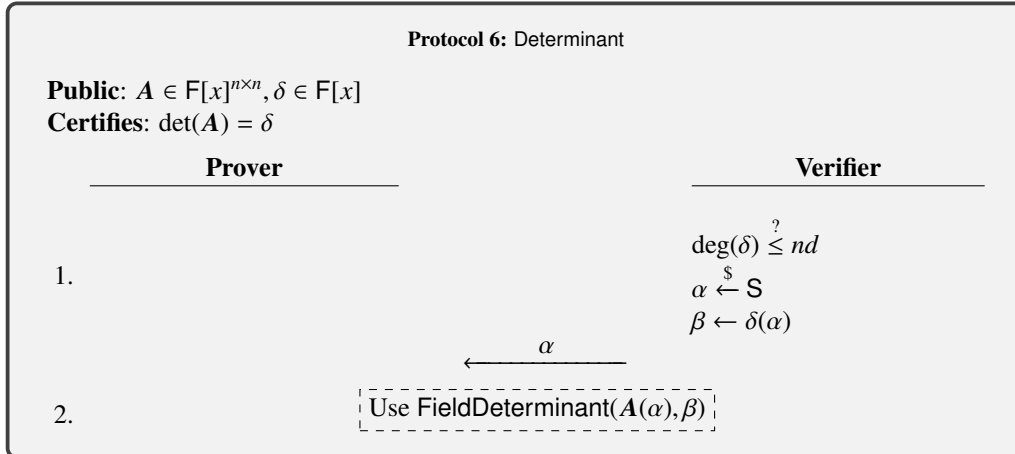 Protocol 6: Determinant
Public: A ∈ F[x]^{n×n}, δ ∈ F[x]
Certifies: det(A) = δ
Prover Verifier
1.
deg(δ) ≤^? nd
α ←^$ S
β ← δ(α)
α
2. Use FieldDeterminant(A(α), β)